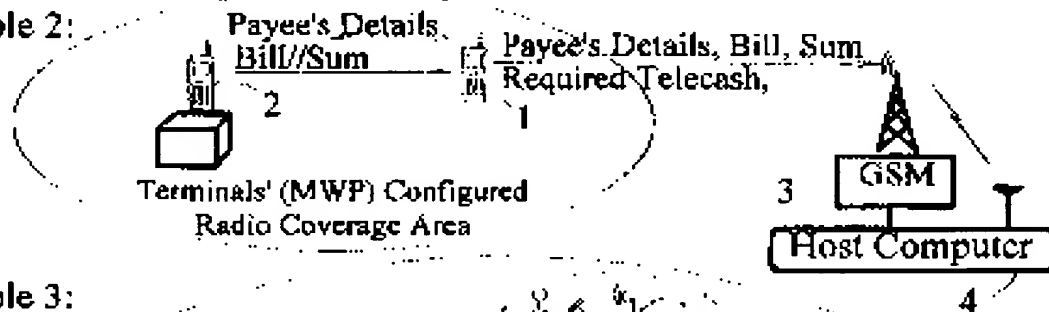 ple 2:
Payee's Details
Bill//Sum
Payee's Details, Bill, Sum
Required Telecash,
2
1
Terminals' (MWP) Configured
Radio Coverage Area
3
GSM
Host Computer
4
ple 3: